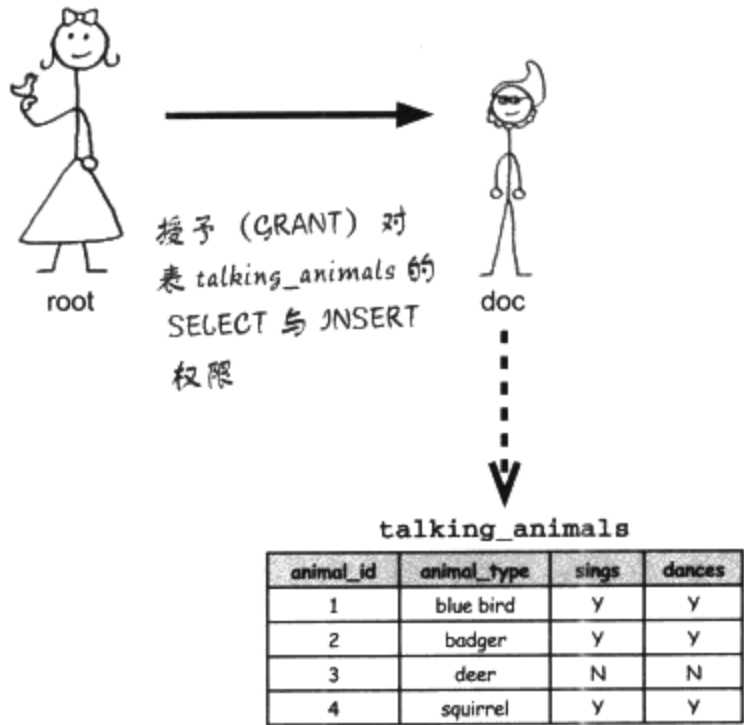 授予（GRANT）对
表 talking_animals 的
SELECT 与 INSERT
权限
root
doc
talking_animals
animal_id animal_type sings dances
1 blue bird Y Y
2 badger Y Y
3 deer N N
4 squirrel Y Y